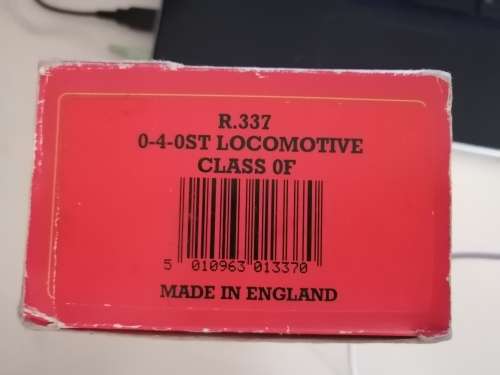 R.337
0-4-0ST LOCOMOTIVE
CLASS 0F
5 010963 013370
MADE IN ENGLAND